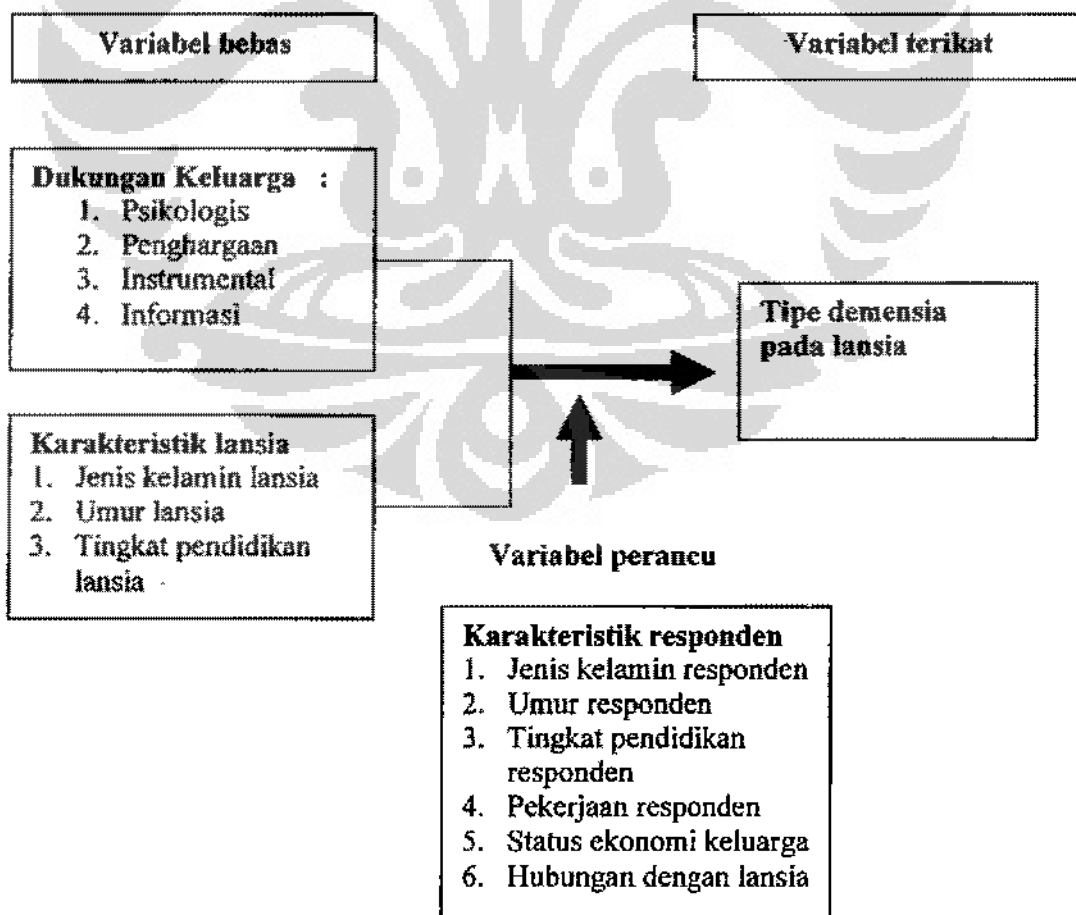 Variabel bebas
Variabel terikat
Dukungan Keluarga :
1. Psikologis
2. Penghargaan
3. Instrumental
4. Informasi
Tipe demensia
pada lansia
Karakteristik lansia
1. Jenis kelamin lansia
2. Umur lansia
3. Tingkat pendidikan
lansia
Variabel perancu
Karakteristik responden
1. Jenis kelamin responden
2. Umur responden
3. Tingkat pendidikan
responden
4. Pekerjaan responden
5. Status ekonomi keluarga
6. Hubungan dengan lansia